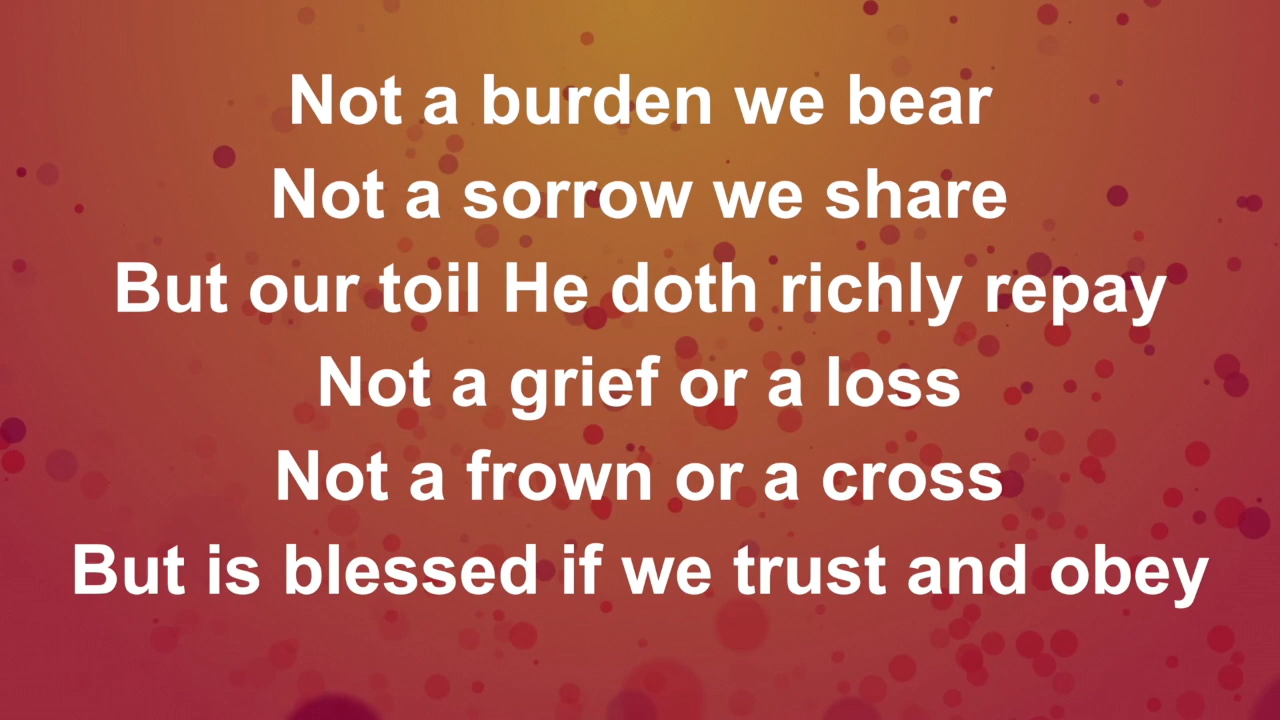 Not a burden we bear
Not a sorrow we share
But our toil He doth richly repay
Not a grief or a loss
Not a frown or a cross
But is blessed if we trust and obey